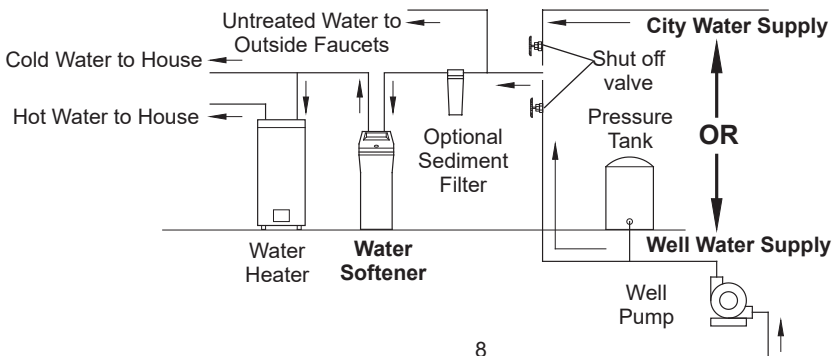 Untreated Water to
Outside Faucets
City Water Supply
Cold Water to House
Shut off
valve
Hot Water to House
Optional
Sediment
Filter
Pressure
Tank
OR
Water
Heater
Water
Softener
Well Water Supply
Well
Pump
8